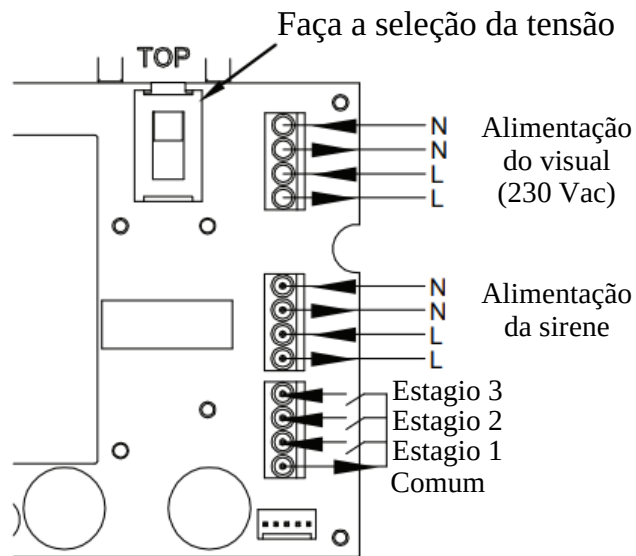 Faça a seleção da tensão
TOP
N
N
L
L
Alimentação
do visual
(230 Vac)
N
N
L
L
Alimentação
da sirene
Estagio 3
Estagio 2
Estagio 1
Comum